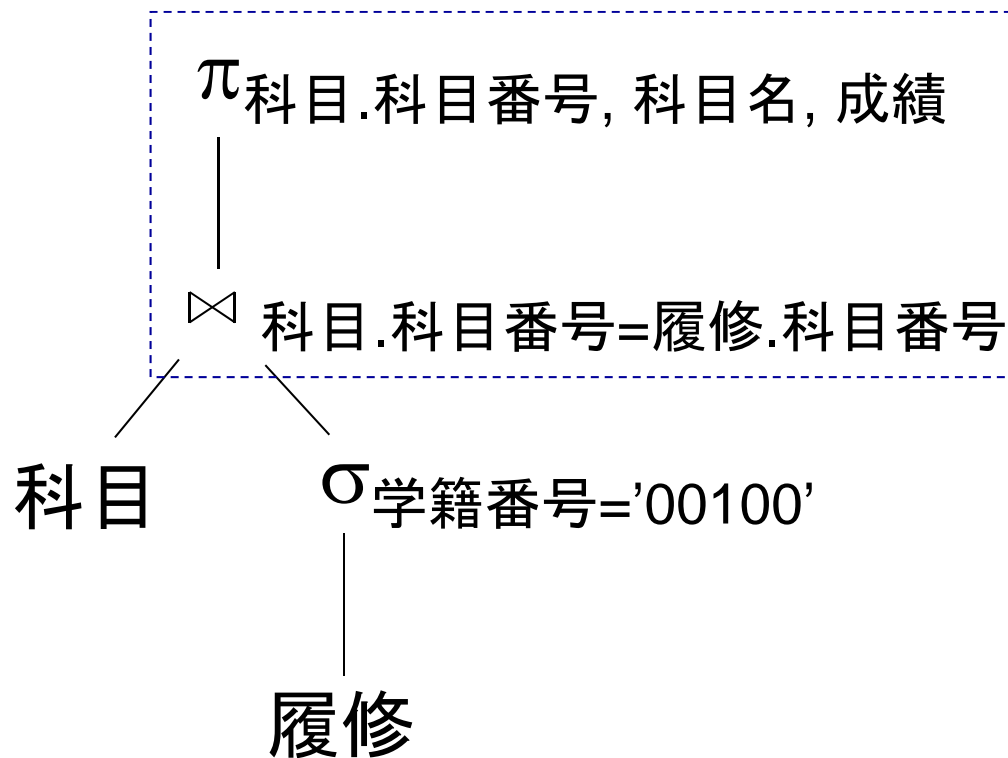 π科目.科目番号, 科目名, 成績
⋈ 科目.科目番号=履修.科目番号
科目
σ学籍番号=’00100’
履修